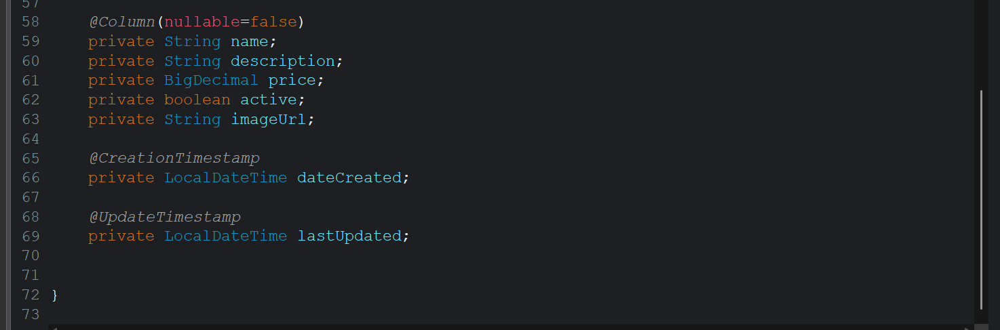 57
58 @Column(nullable=false)
59 private String name;
60 private String description;
61 private BigDecimal price;
62 private boolean active;
63 private String imageUrl;
64
65 @CreationTimestamp
66 private LocalDateTime dateCreated;
67
68 @UpdateTimestamp
69 private LocalDateTime lastUpdated;
70
71
72 }
73